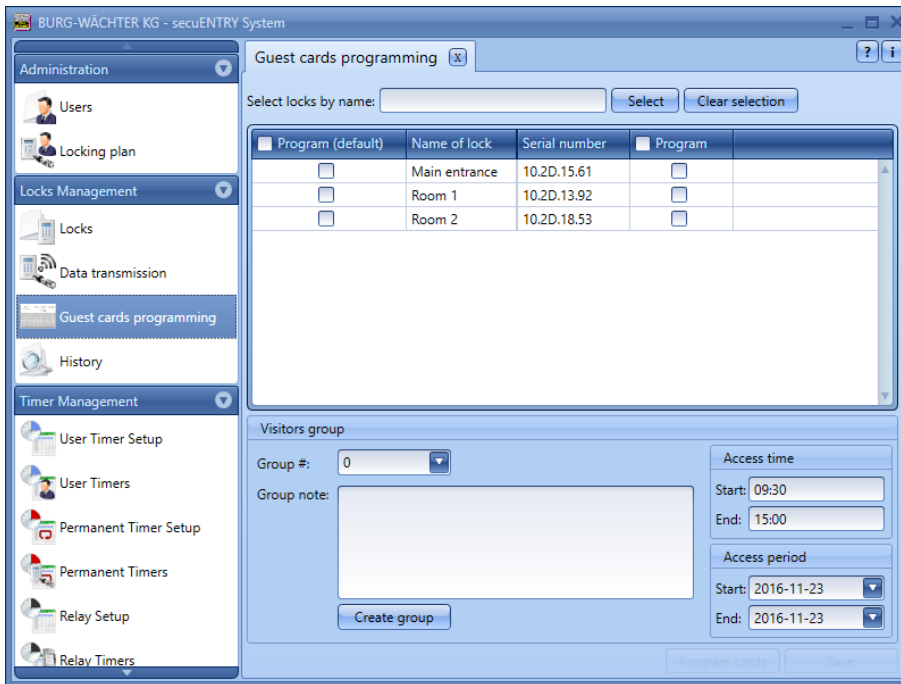 BURG-WÄCHTER KG - secuENTRY System
Administration
Users
Locking plan
Locks Management
Locks
Data transmission
Guest cards programming
History
Timer Management
User Timer Setup
User Timers
Permanent Timer Setup
Permanent Timers
Relay Setup
Relay Timers
Guest cards programming x
? i
Select locks by name: Select Clear selection
Program (default) Name of lock Serial number Program
Main entrance 10.2D.15.61
Room 1 10.2D.13.92
Room 2 10.2D.18.53
Visitors group
Group #: 0
Group note:
Create group
Access time
Start: 09:30
End: 15:00
Access period
Start: 2016-11-23
End: 2016-11-23
Program cards Save